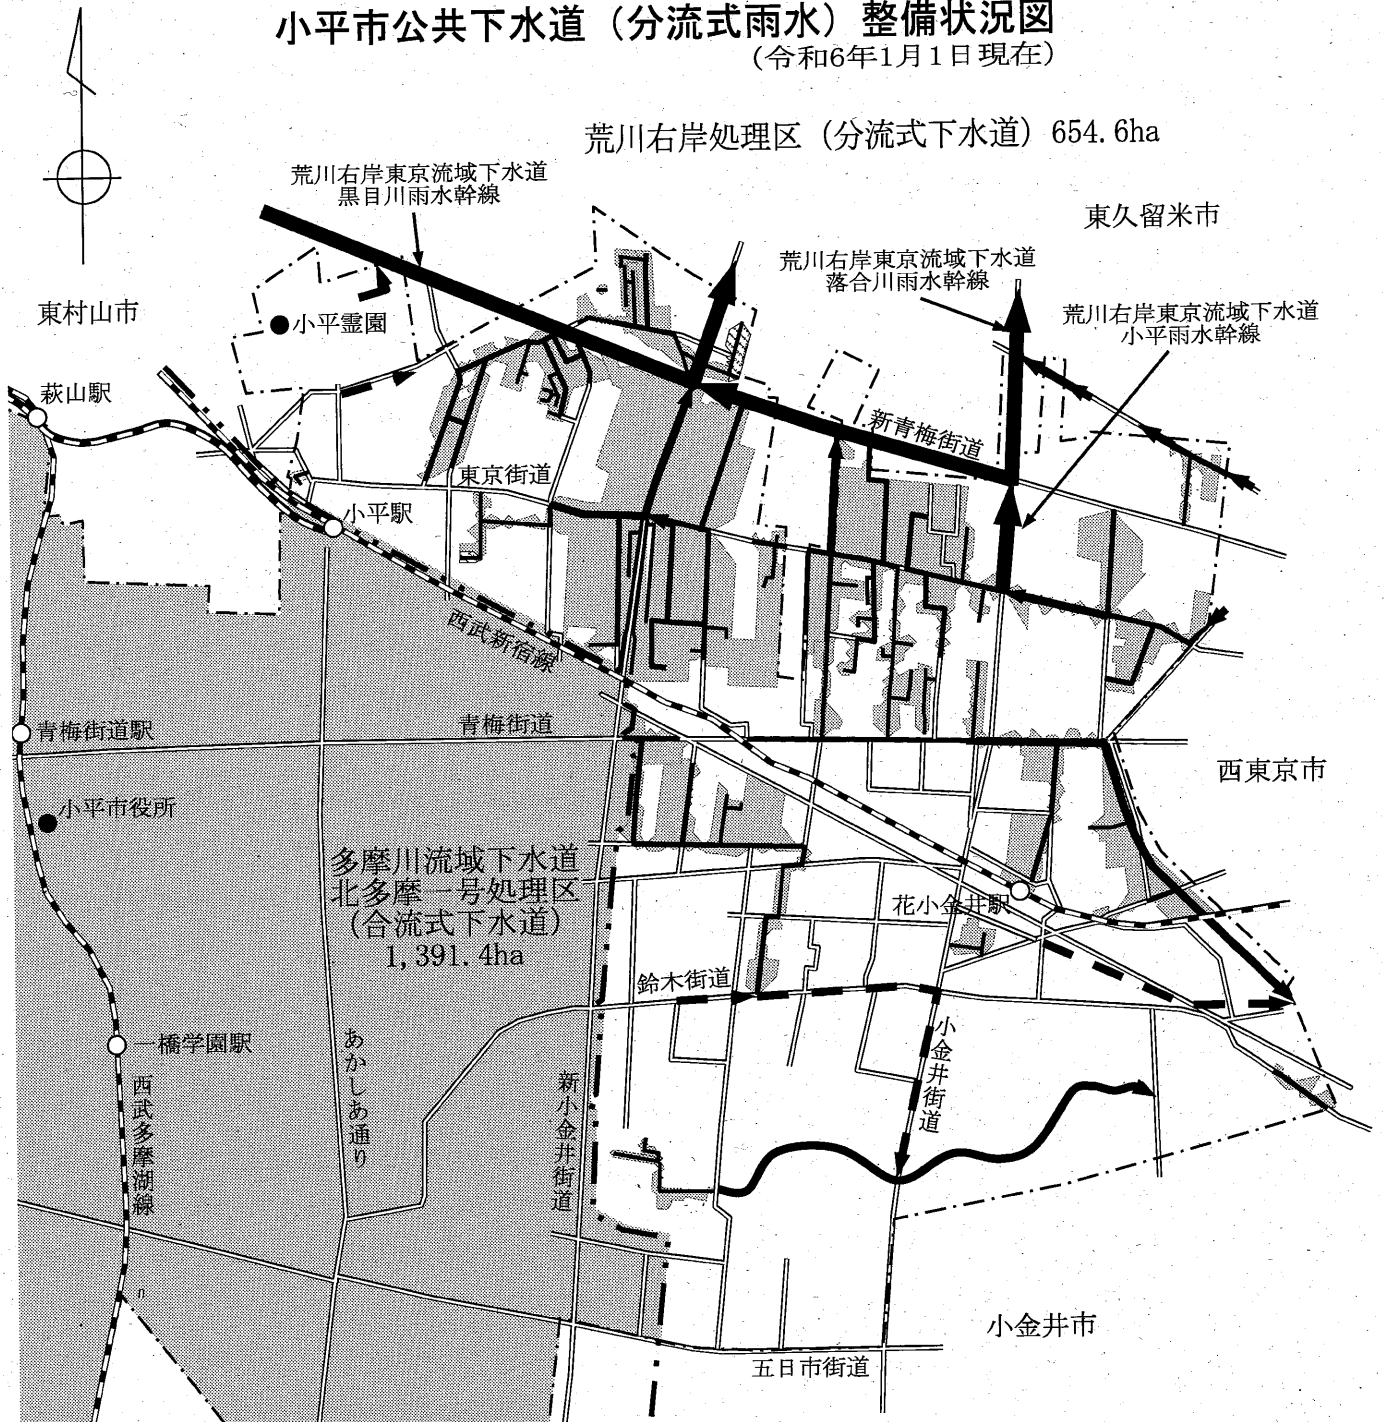 小平市公共下水道（分流式雨水）整備状況図
（令和6年1月1日現在）
荒川右岸処理区（分流式下水道）654.6ha
荒川右岸東京流域下水道
黒目川雨水幹線
東久留米市
荒川右岸東京流域下水道
落合川雨水幹線
荒川右岸東京流域下水道
小平雨水幹線
東村山市
小平霊園
萩山駅
新青梅街道
東京街道
小平駅
西武新宿線
青梅街道駅
青梅街道
西東京市
小平市役所
多摩川流域下水道
北多摩一号処理区
（合流式下水道）
1,391.4ha
花小金井駅
鈴木街道
一橋学園駅
あかしあ通り
小金井街道
新小金井街道
西武多摩湖線
小金井市
五日市街道